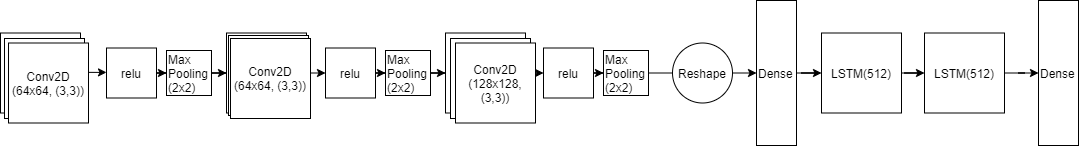 Conv2D
(64x64, (3,3))
relu
Max
Pooling
(2x2)
Conv2D
(64x64, (3,3))
relu
Max
Pooling
(2x2)
Conv2D
(128x128,
(3,3))
relu
Max
Pooling
(2x2)
Reshape
Dense
LSTM(512)
LSTM(512)
Dense